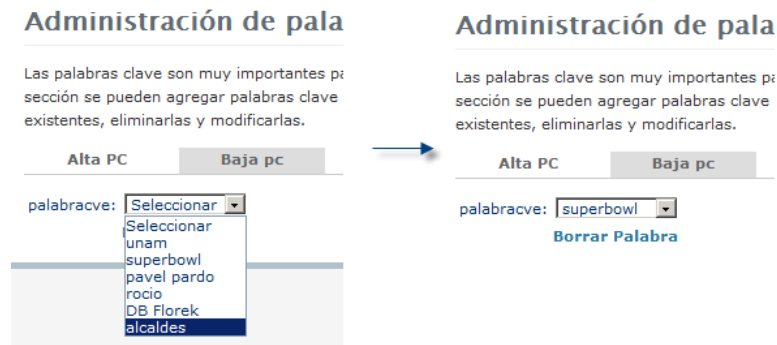 Administración de pala
Las palabras clave son muy importantes pa
sección se pueden agregar palabras clave
existentes, eliminarlas y modificarlas.
Alta PC
Baja pc
palabracve: Seleccionar
Seleccionar
unam
superbowl
pavel pardo
rocio
DB Florek
alcaldes
Administración de pala
Las palabras clave son muy importantes pa
sección se pueden agregar palabras clave
existentes, eliminarlas y modificarlas.
Alta PC
Baja pc
palabracve: superbowl
Borrar Palabra